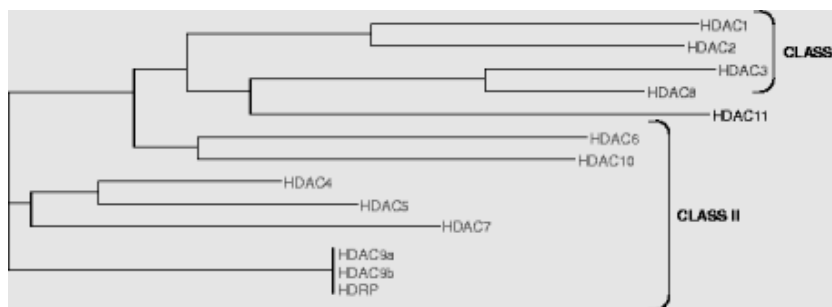 HDAC1
HDAC2
CLASS
HDAC3
HDAC8
HDAC11
HDAC6
HDAC10
HDAC4
HDAC5
CLASS II
HDAC7
HDAC9a
HDAC9b
HDRP